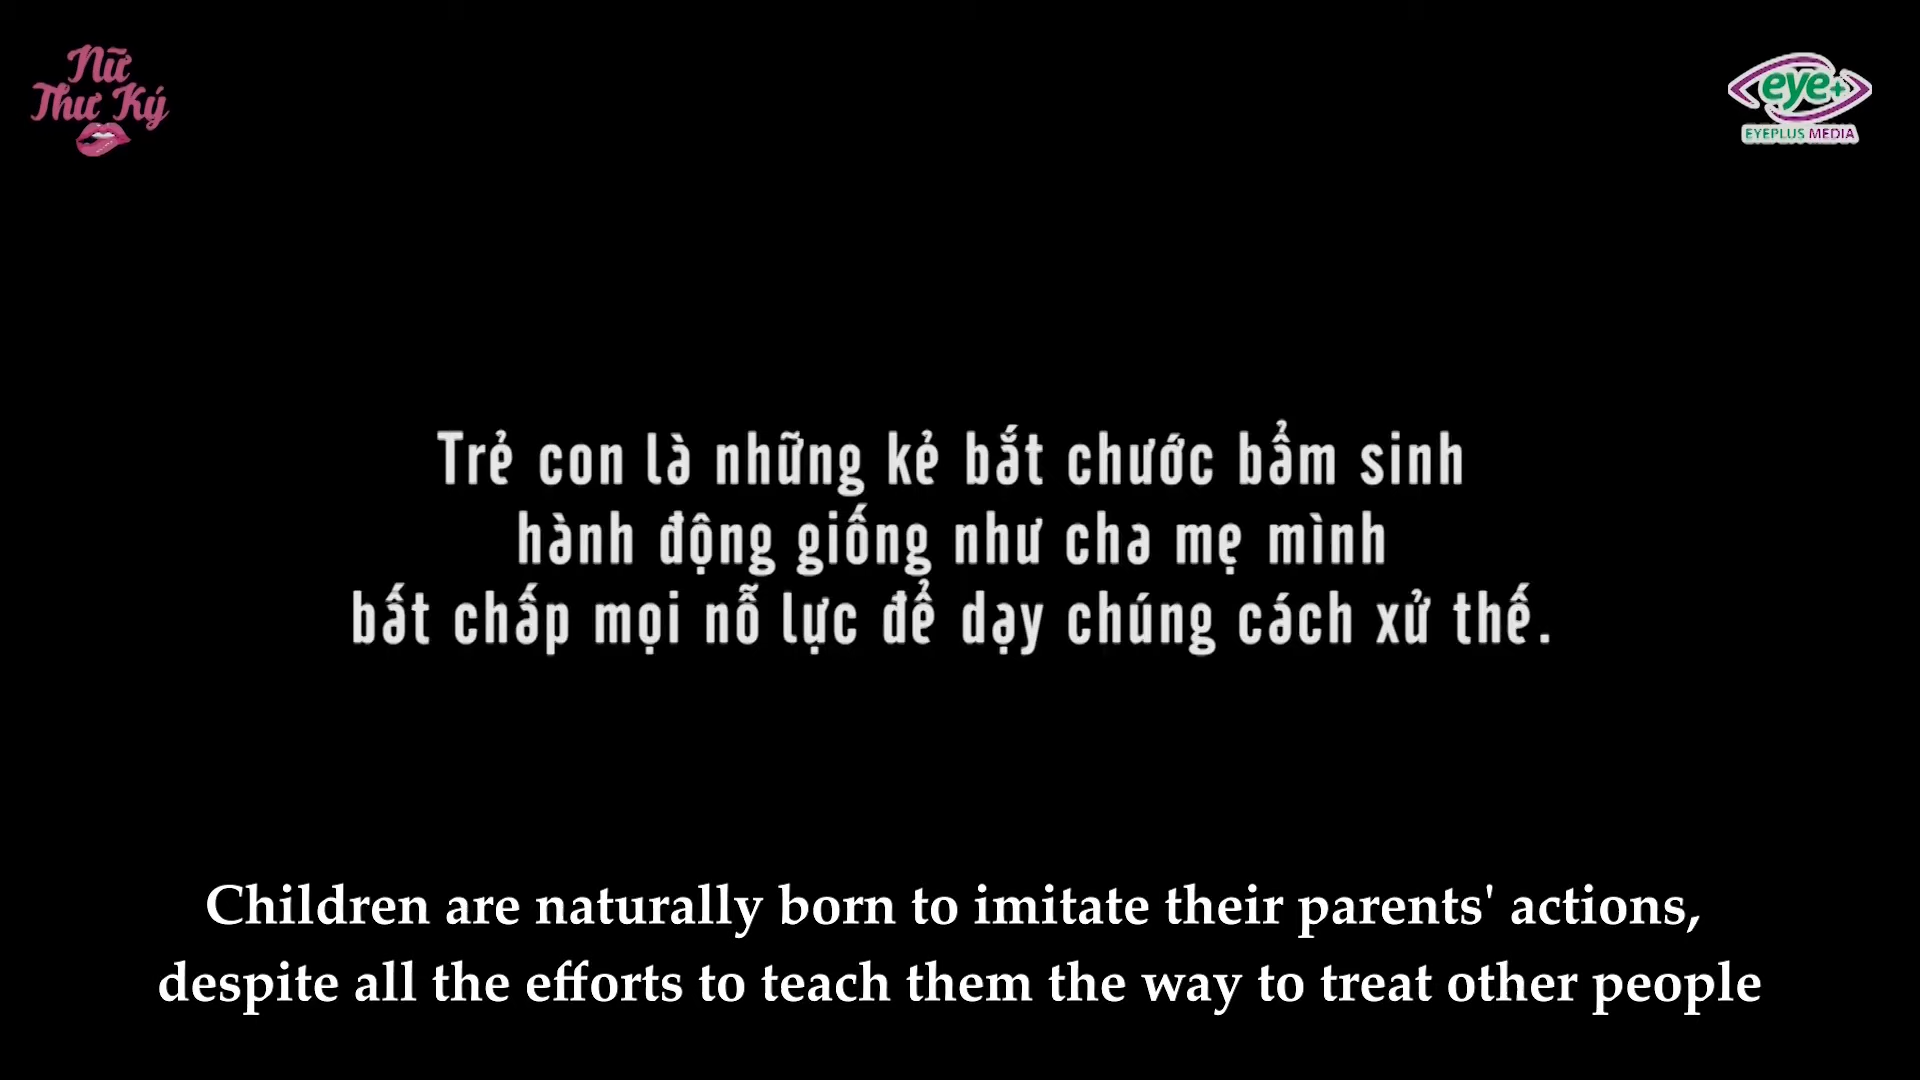 Nữ
Thư Ký
eye+
EYEPLUS MEDIA
Trẻ con là những kẻ bắt chước bẩm sinh
hành động giống như cha mẹ mình
bất chấp mọi nỗ lực để dạy chúng cách xử thế.
Children are naturally born to imitate their parents' actions,
despite all the efforts to teach them the way to treat other people